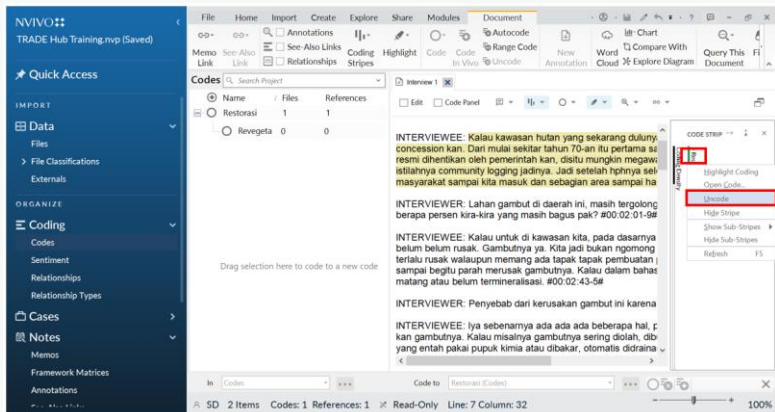 NVIVO
TRADE Hub Training.nvp (Saved)
Quick Access
IMPORT
Data
Files
File Classifications
Externals
ORGANIZE
Coding
Codes
Sentiment
Relationships
Relationship Types
Cases
Notes
Memos
Framework Matrices
Annotations
File Home Import Create Explore Share Modules Document
Memo Link
See-Also Link
Annotations
See-Also Links
Relationships
Coding Stripes
Highlight
Code
Code In Vivo
Autocode
Range Code
Uncode
New Annotation
Word Cloud
Chart
Compare With
Explore Diagram
Query This Document
Codes Search Project
Name / Files References
Restorasi 1 1
Revegeta 0 0
Drag selection here to code to a new code
Interview 1
Edit Code Panel
INTERVIEWEE: Kalau kawasan hutan yang sekarang dulunya
concession kan. Dari mulai sekitar tahun 70-an itu pertama sa
resmi dihentikan oleh pemerintah kan, disitu mungkin megawa
istilahnya community logging jadinya. Jadi setelah hphnya sele
masyarakat sampai kita masuk dan sebagian area sampai ha
INTERVIEWER: Lahan gambut di daerah ini, masih tergolong
berapa persen kira-kira yang masih bagus pak? #00:02:01-9#
INTERVIEWEE: Kalau untuk di kawasan kita, pada dasarnya
belum belum rusak. Gambutnya ya. Kita jadi bukan ngomong
terlalu rusak walaupun memang ada tapak tapak pembuatan
sampai begitu parah merusak gambutnya. Kalau dalam bahas
matang atau belum termineralisasi. #00:02:43-5#
INTERVIEWER: Penyebab dari kerusakan gambut ini karena
INTERVIEWEE: Iya sebenarnya ada ada ada beberapa hal, p
kan gambutnya. Kalau misalnya gambutnya sering diolah, dib
yang entah pakai pupuk kimia atau dibakar, otomatis didraina
CODE STRIP
Coding Density
Highlight Coding
Open Code...
Uncode
Hide Stripe
Show Sub-Stripes
Hide Sub-Stripes
Refresh F5
In Codes
Code to Restorasi (Codes)
SD 2 Items Codes: 1 References: 1 Read-Only Line: 7 Column: 32
100%